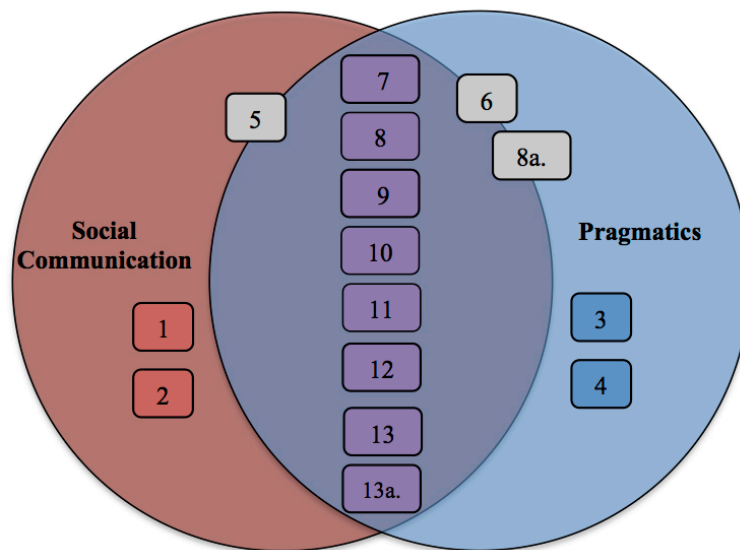 7
6
5
8
8a.
9
Social
Communication
Pragmatics
10
11
1
3
12
2
4
13
13a.